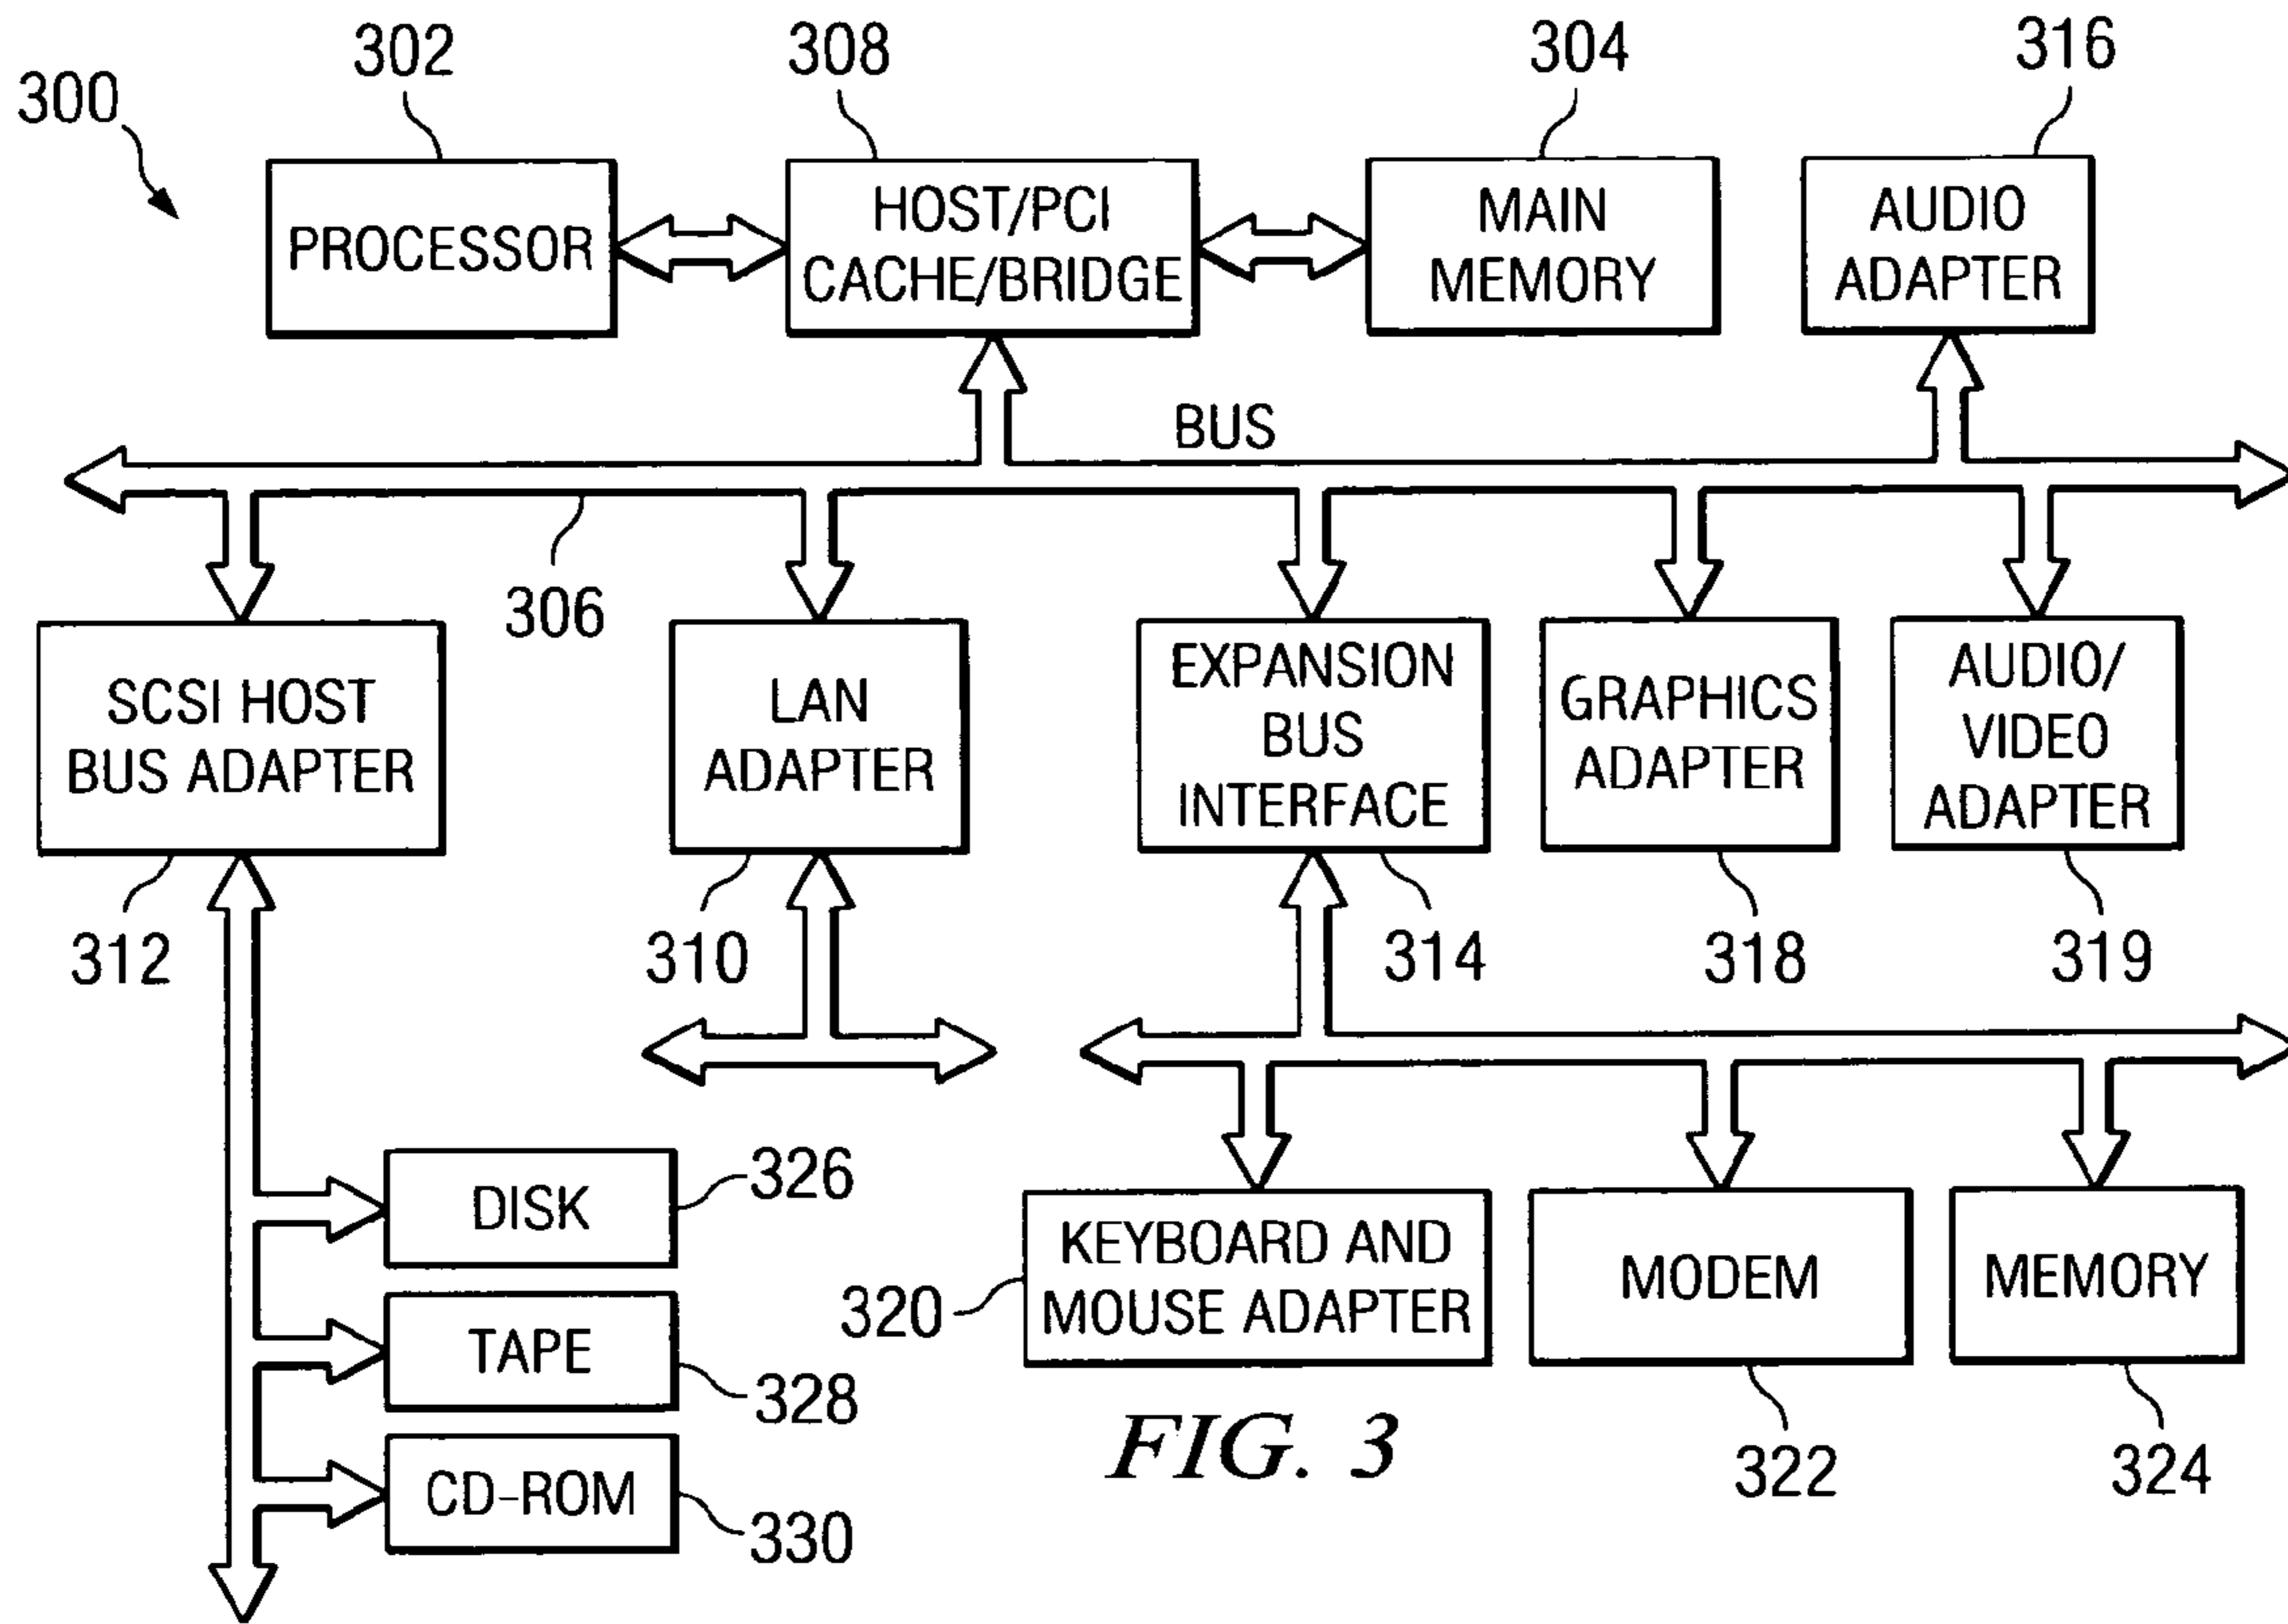 302
308
304
316
300
PROCESSOR
HOST/PCI
CACHE/BRIDGE
MAIN
MEMORY
AUDIO
ADAPTER
BUS
306
SCSI HOST
BUS ADAPTER
LAN
ADAPTER
EXPANSION
BUS
INTERFACE
GRAPHICS
ADAPTER
AUDIO/
VIDEO
ADAPTER
312
310
314
318
319
DISK
326
TAPE
328
CD-ROM
330
320
KEYBOARD AND
MOUSE ADAPTER
MODEM
MEMORY
322
324
FIG. 3